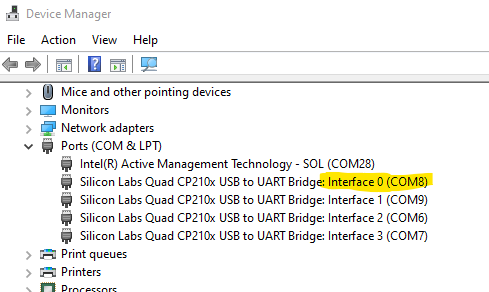 Device Manager
File Action View Help
Mice and other pointing devices
Monitors
Network adapters
Ports (COM & LPT)
Intel(R) Active Management Technology - SOL (COM28)
Silicon Labs Quad CP210x USB to UART Bridge: Interface 0 (COM8)
Silicon Labs Quad CP210x USB to UART Bridge: Interface 1 (COM9)
Silicon Labs Quad CP210x USB to UART Bridge: Interface 2 (COM6)
Silicon Labs Quad CP210x USB to UART Bridge: Interface 3 (COM7)
Print queues
Printers
Processors